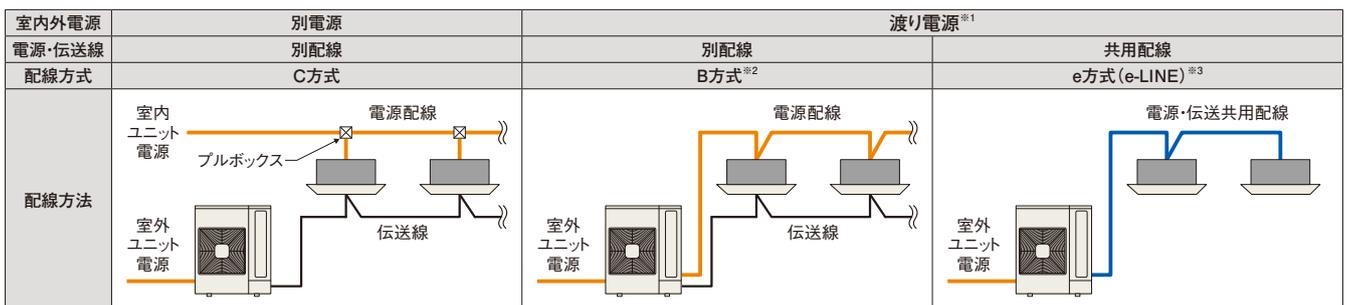 室内外電源
別電源
渡り電源※1
電源・伝送線
別配線
別配線
共用配線
配線方式
C方式
B方式※2
e方式(e-LINE)※3
配線方法
室内
ユニット
電源
電源配線
プルボックス
室外
ユニット
電源
伝送線
電源配線
室外
ユニット
電源
伝送線
電源・伝送共用配線
室外
ユニット
電源